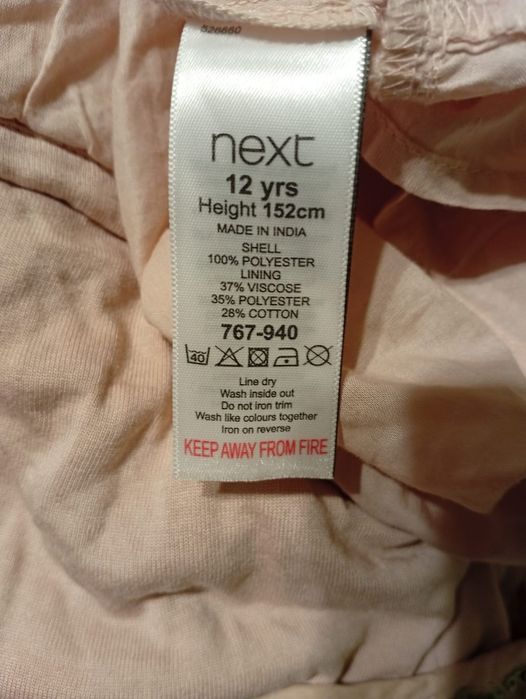 526660
next
12 yrs
Height 152cm
MADE IN INDIA
SHELL
100% POLYESTER
LINING
37% VISCOSE
35% POLYESTER
28% COTTON
767-940
40
Line dry
Wash inside out
Do not iron trim
Wash like colours together
Iron on reverse
KEEP AWAY FROM FIRE